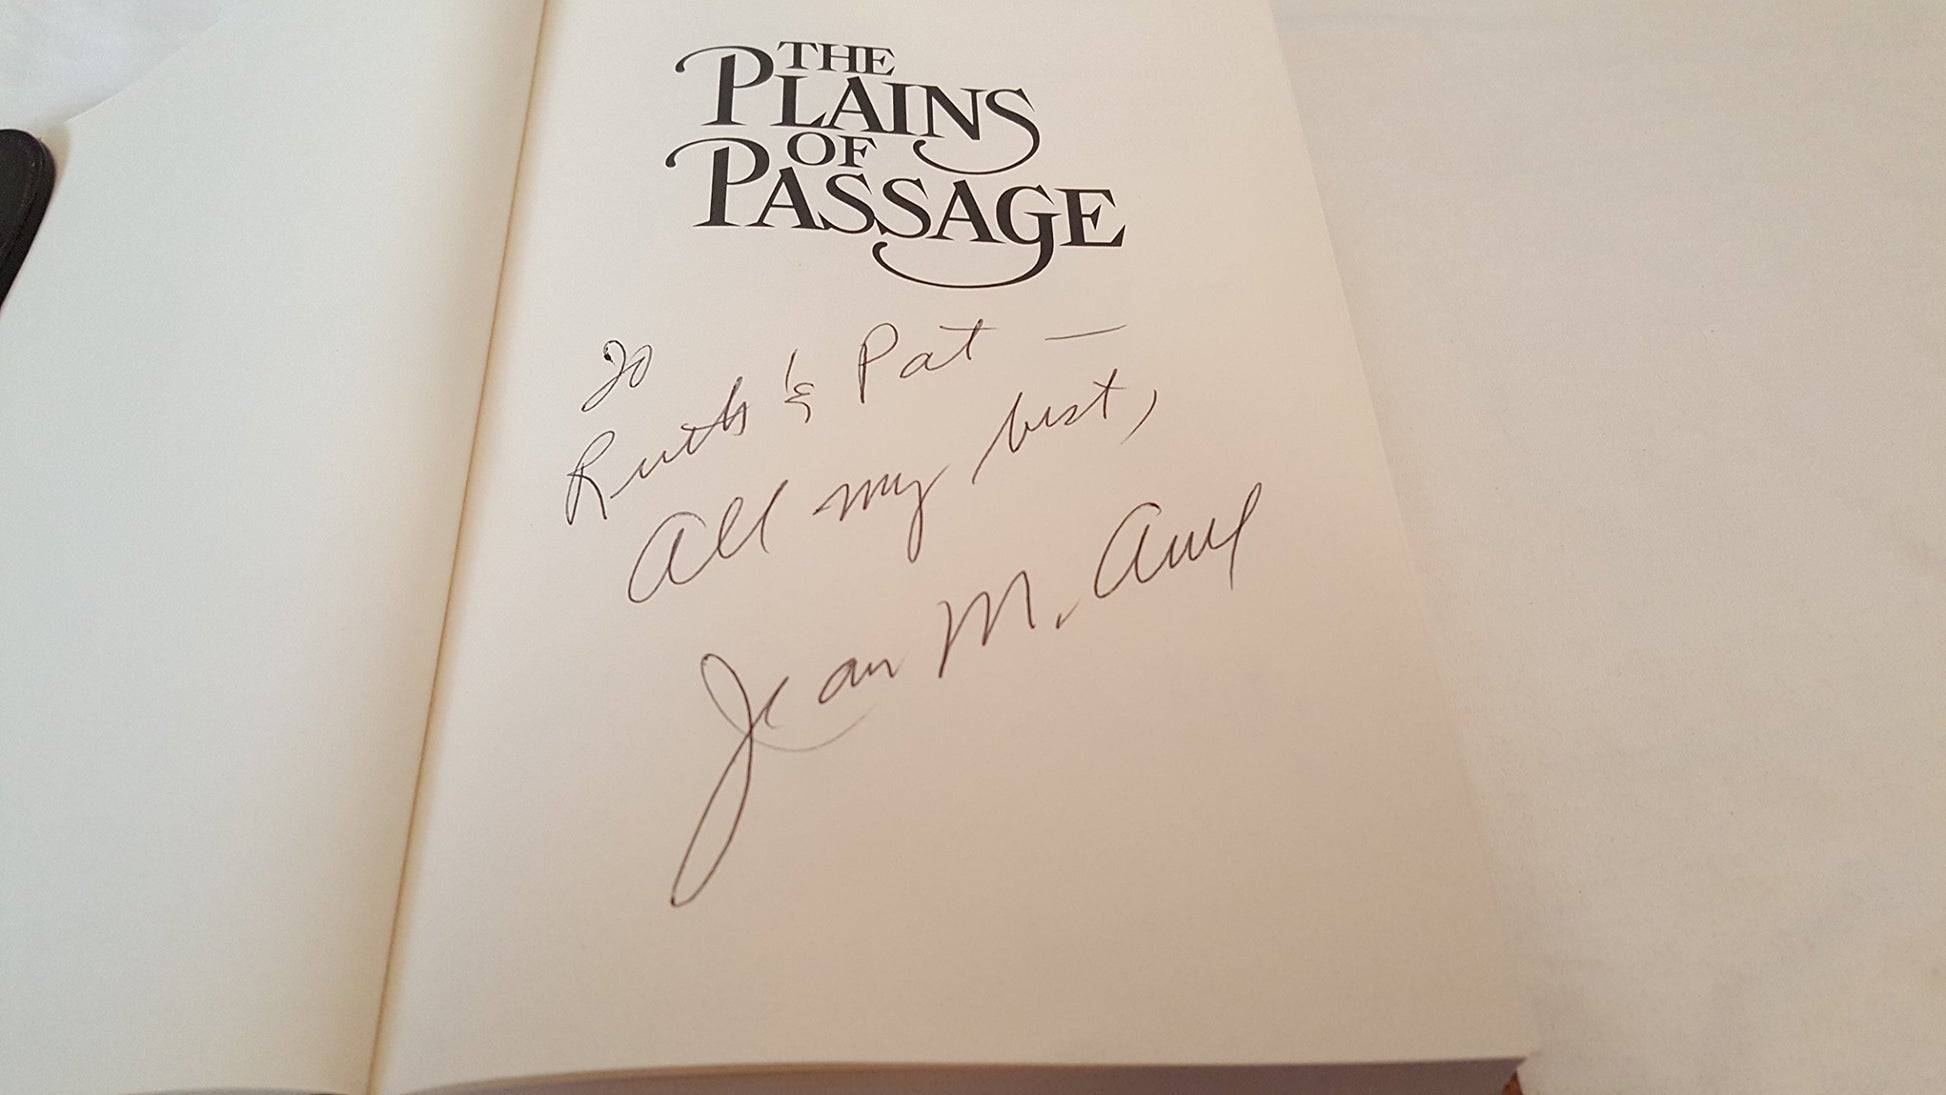 THE
PLAINS
OF
PASSAGE
To
Ruth & Pat —
All my best,
Jean M. Auel